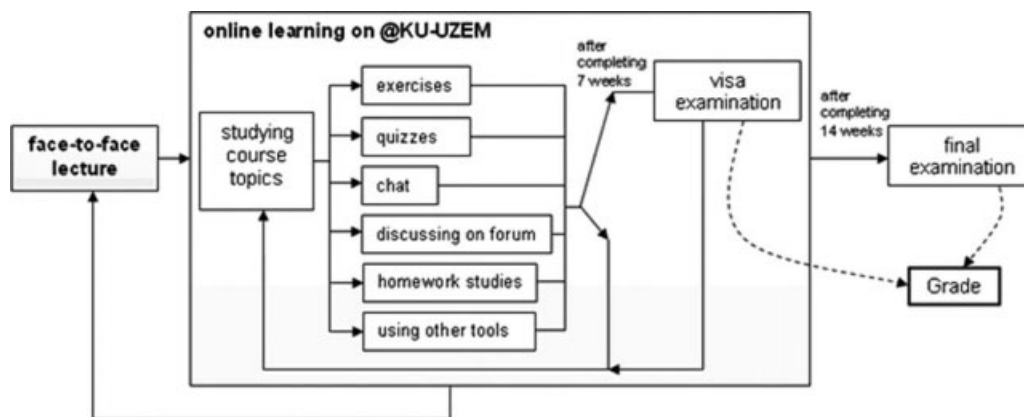 online learning on @KU-UZEM
face-to-face
lecture
studying
course
topics
exercises
quizzes
chat
discussing on forum
homework studies
using other tools
after
completing
7 weeks
visa
examination
after
completing
14 weeks
final
examination
Grade